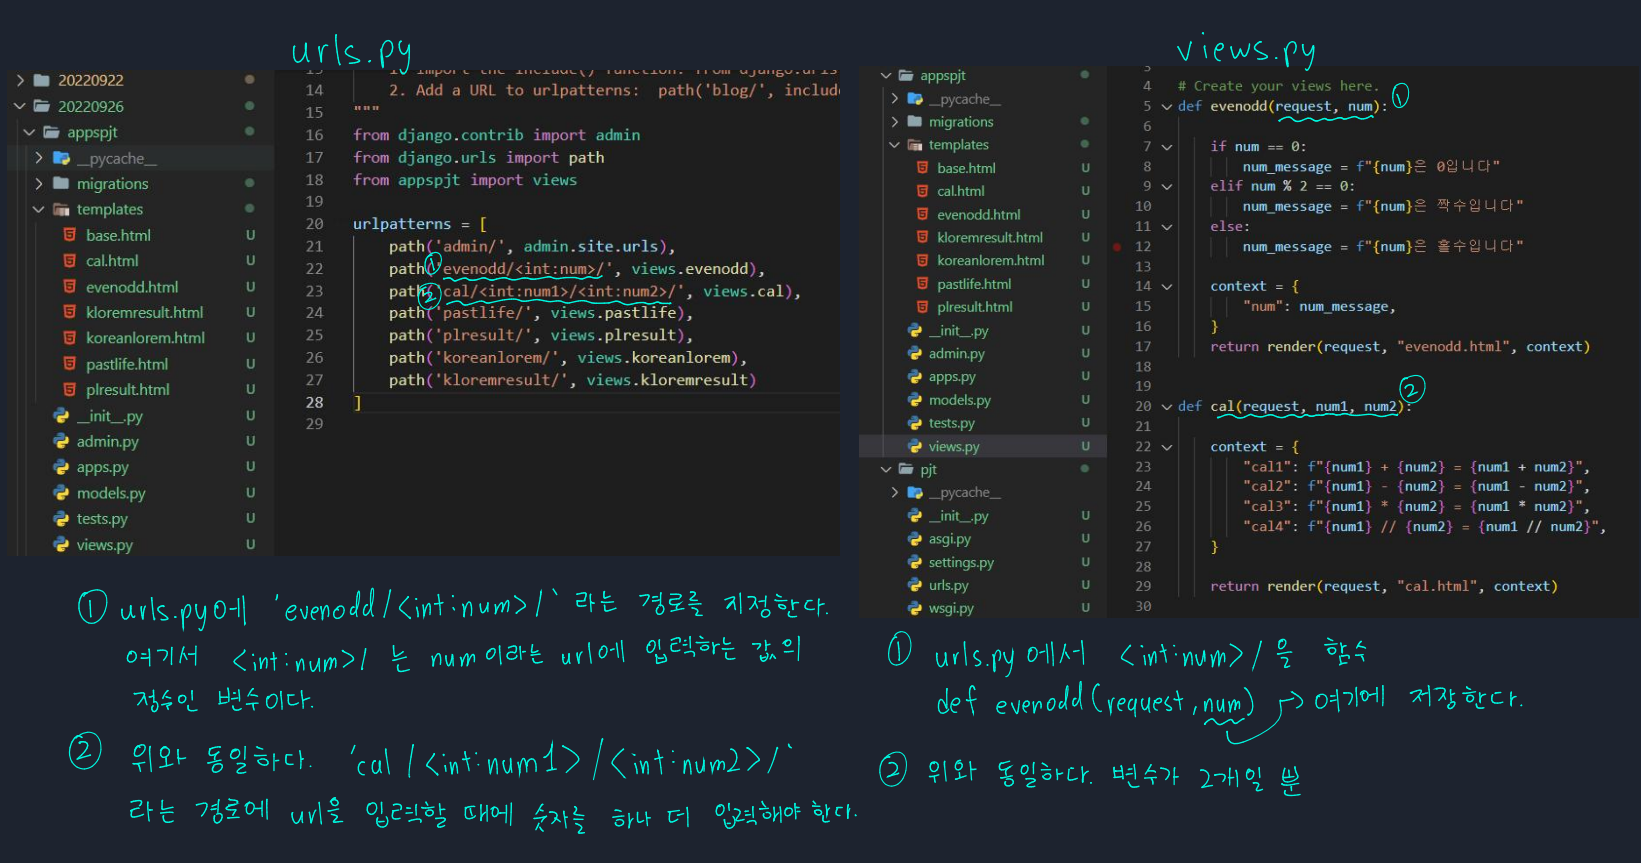 urls.py
20220922
20220926
appspjt
__pycache__
migrations
templates
base.html
cal.html
evenodd.html
kloremresult.html
koreanlorem.html
pastlife.html
plresult.html
__init__.py
admin.py
apps.py
models.py
tests.py
views.py
U
U
U
U
U
U
U
U
U
U
U
U
U
13 1. Import the include() function: from django.urls
14 2. Add a URL to urlpatterns:  path('blog/', include
15 """
16 from django.contrib import admin
17 from django.urls import path
18 from appspjt import views
19
20 urlpatterns = [
21 path('admin/', admin.site.urls),
22 path(①'evenodd/<int:num>/', views.evenodd),
23 path(②'cal/<int:num1>/<int:num2>/', views.cal),
24 path('pastlife/', views.pastlife),
25 path('plresult/', views.plresult),
26 path('koreanlorem/', views.koreanlorem),
27 path('kloremresult/', views.kloremresult)
28 ]
29
① urls.py에 'evenodd/<int:num>/` 라는 경로를 지정한다.
여기서 <int:num>/ 는 num이라는 url에 입력하는 값의
정수인 변수이다.
② 위와 동일하다. 'cal/<int:num1>/<int:num2>/`
라는 경로에 url을 입력할 때에 숫자를 하나 더 입력해야 한다.
views.py
appspjt
__pycache__
migrations
templates
base.html U
cal.html U
evenodd.html U
kloremresult.html U
koreanlorem.html U
pastlife.html U
plresult.html U
__init__.py U
admin.py U
apps.py U
models.py U
tests.py U
views.py U
pjt
__pycache__
__init__.py U
asgi.py U
settings.py U
urls.py U
wsgi.py U
3
4 # Create your views here.
5 def evenodd(request, num): ①
6
7 if num == 0:
8 num_message = f"{num}은 0입니다"
9 elif num % 2 == 0:
10 num_message = f"{num}은 짝수입니다"
11 else:
12 num_message = f"{num}은 홀수입니다"
13
14 context = {
15 "num": num_message,
16 }
17 return render(request, "evenodd.html", context)
18
19
20 def cal(request, num1, num2): ②
21
22 context = {
23 "cal1": f"{num1} + {num2} = {num1 + num2}",
24 "cal2": f"{num1} - {num2} = {num1 - num2}",
25 "cal3": f"{num1} * {num2} = {num1 * num2}",
26 "cal4": f"{num1} // {num2} = {num1 // num2}",
27 }
28
29 return render(request, "cal.html", context)
30
① urls.py 에서 <int:num>/을 함수
def evenodd(request,num) → 여기에 저장한다.
② 위와 동일하다. 변수가 2개일 뿐